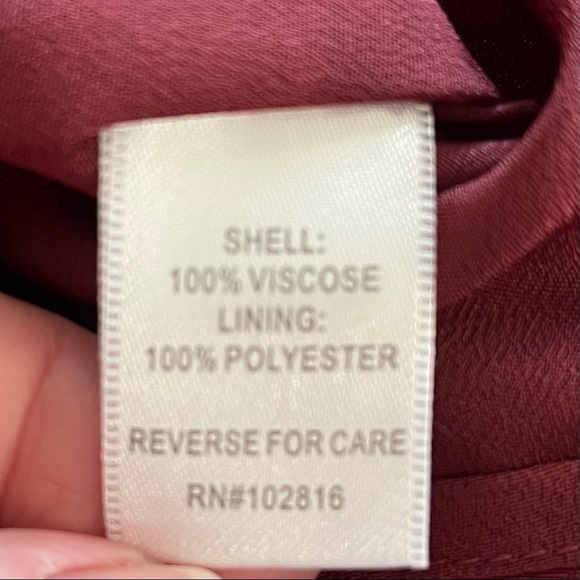 SHELL:
100% VISCOSE
LINING:
100% POLYESTER
REVERSE FOR CARE
RN#102816